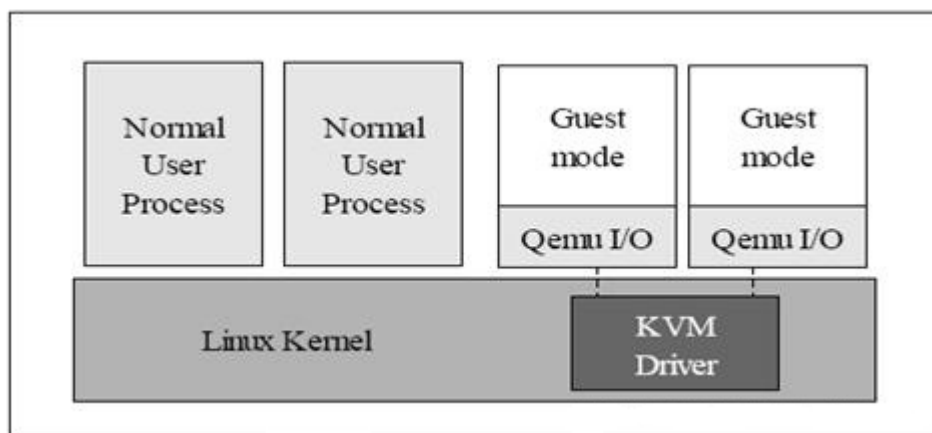 Normal
User
Process
Normal
User
Process
Guest
mode
Guest
mode
Qemu I/O
Qemu I/O
Linux Kernel
KVM
Driver